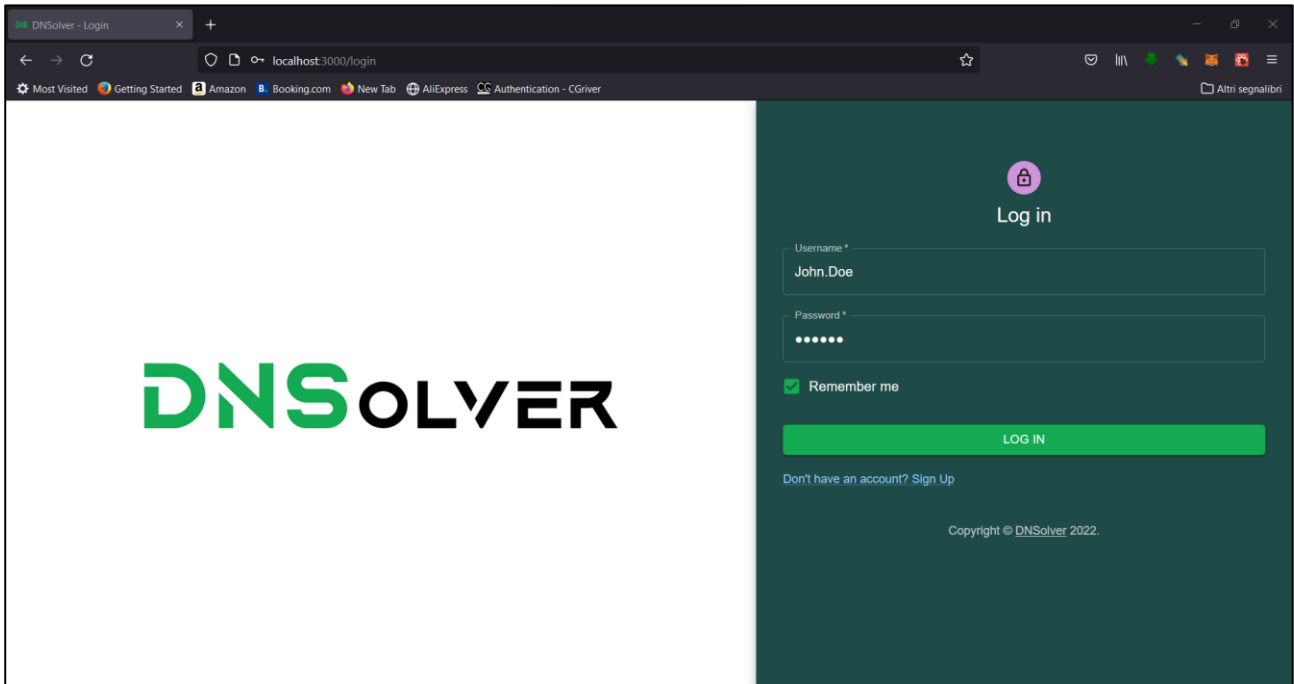 DNS DNSolver - Login
localhost:3000/login
Most Visited Getting Started a Amazon B. Booking.com New Tab AliExpress CG Authentication - CGriver Altri segnalibri
Log in
Username *
John.Doe
Password *
••••••
Remember me
LOG IN
Don't have an account? Sign Up
Copyright © DNSolver 2022.
DNSOLVER